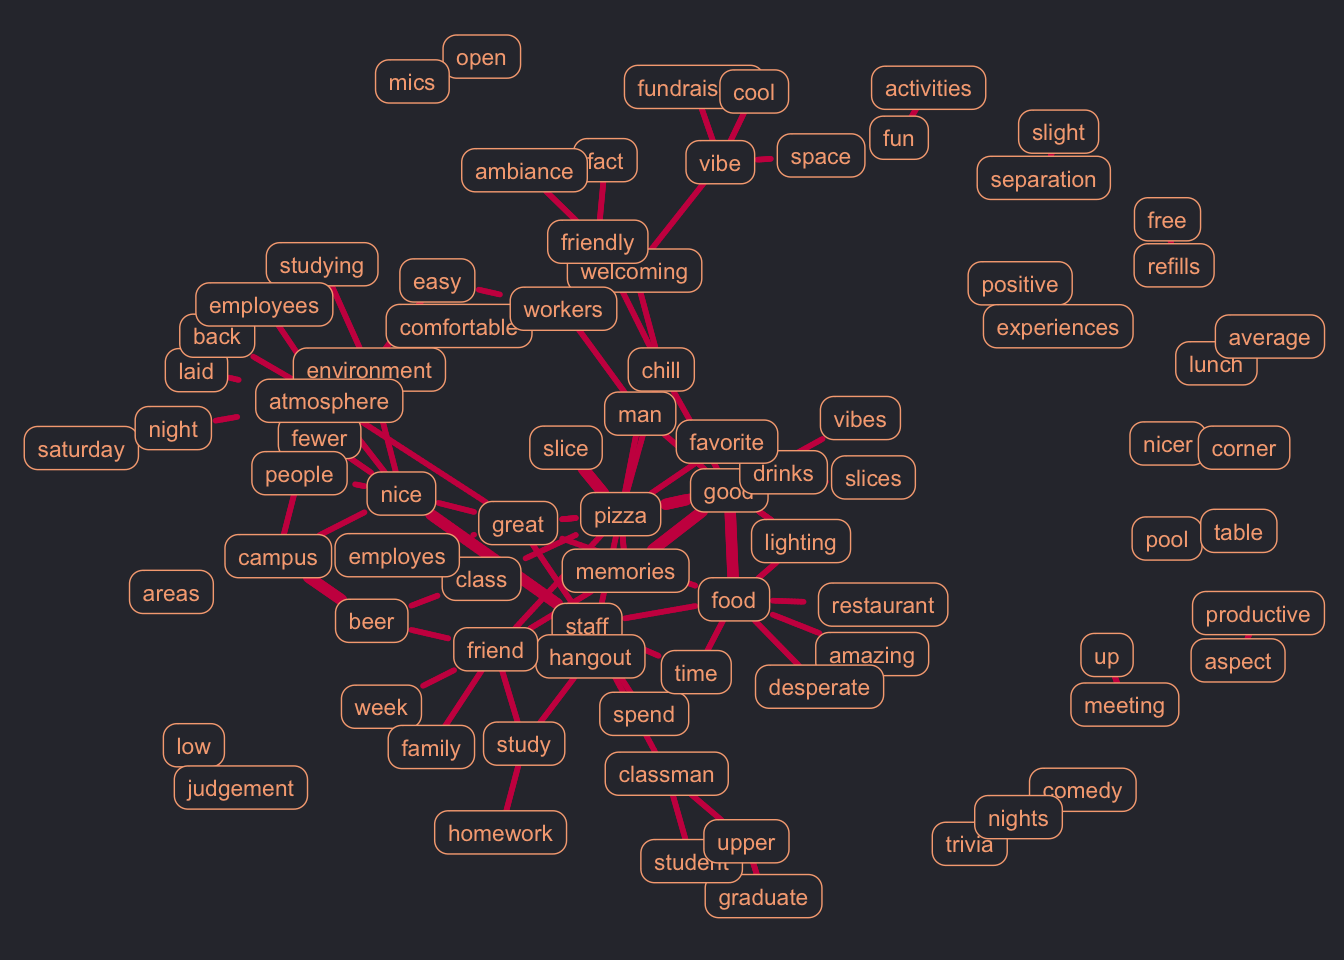 open
mics
fundrais
cool
activities
fun
slight
separation
ambiance
fact
vibe
space
free
refills
friendly
welcoming
studying
easy
employees
comfortable
workers
back
laid
environment
chill
positive
experiences
average
lunch
atmosphere
man
night
saturday
fewer
slice
favorite
vibes
nicer
corner
people
nice
drinks
good
slices
great
pizza
lighting
pool
table
campus
employes
class
memories
areas
beer
food
restaurant
productive
aspect
staff
friend
hangout
time
amazing
desperate
up
meeting
week
family
study
spend
low
judgement
classman
homework
comedy
nights
trivia
upper
student
graduate